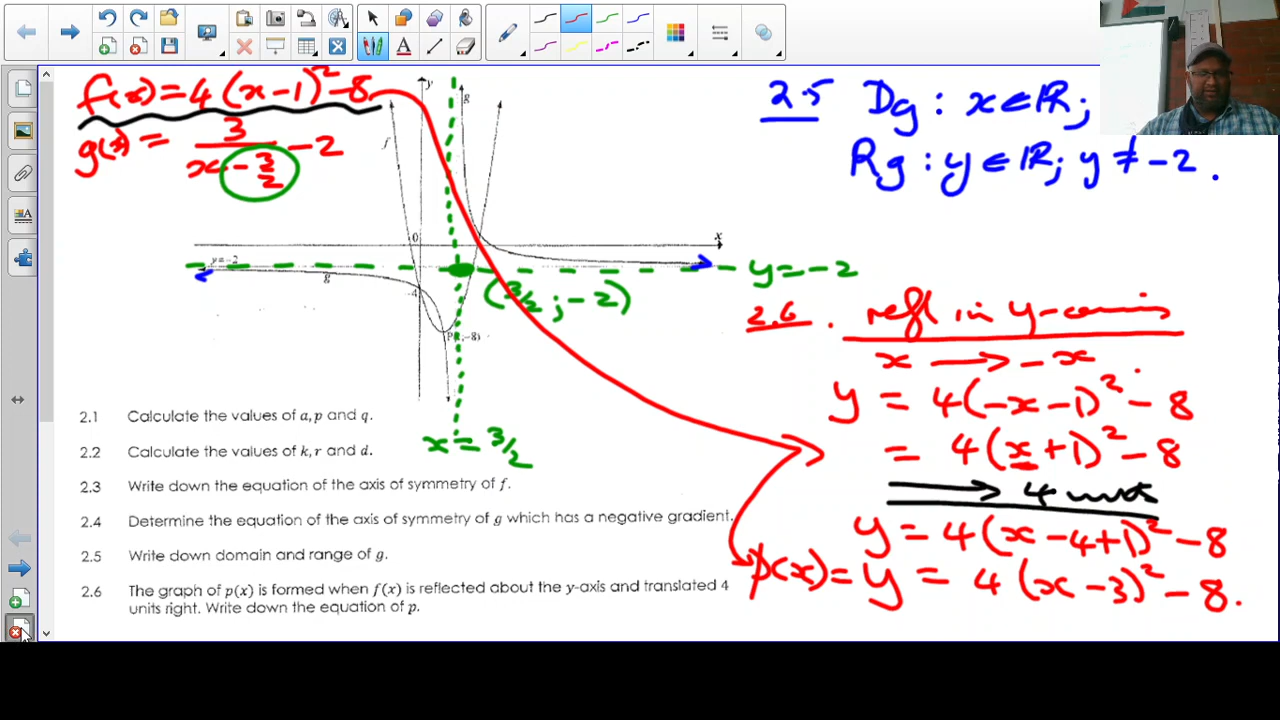 f(x) = 4(x-1)² - 8
g(x) = 3/(x - 3/2) - 2
y
g
f
0
x
y=-2
g
-4
-8)
y = -2
(3/2 ; -2)
x = 3/2
2.5 Dg : x ∈ ℝ;
Rg : y ∈ ℝ; y ≠ -2.
2.6. refl in y-axis
x → -x
y = 4(-x-1)² - 8
= 4(x+1)² - 8
→ 4 units
y = 4(x-4+1)² - 8
p(x) = y = 4(x-3)² - 8.
2.1 Calculate the values of a, p and q.
2.2 Calculate the values of k, r and d.
2.3 Write down the equation of the axis of symmetry of f.
2.4 Determine the equation of the axis of symmetry of g which has a negative gradient.
2.5 Write down domain and range of g.
2.6 The graph of p(x) is formed when f(x) is reflected about the y-axis and translated 4
units right. Write down the equation of p.